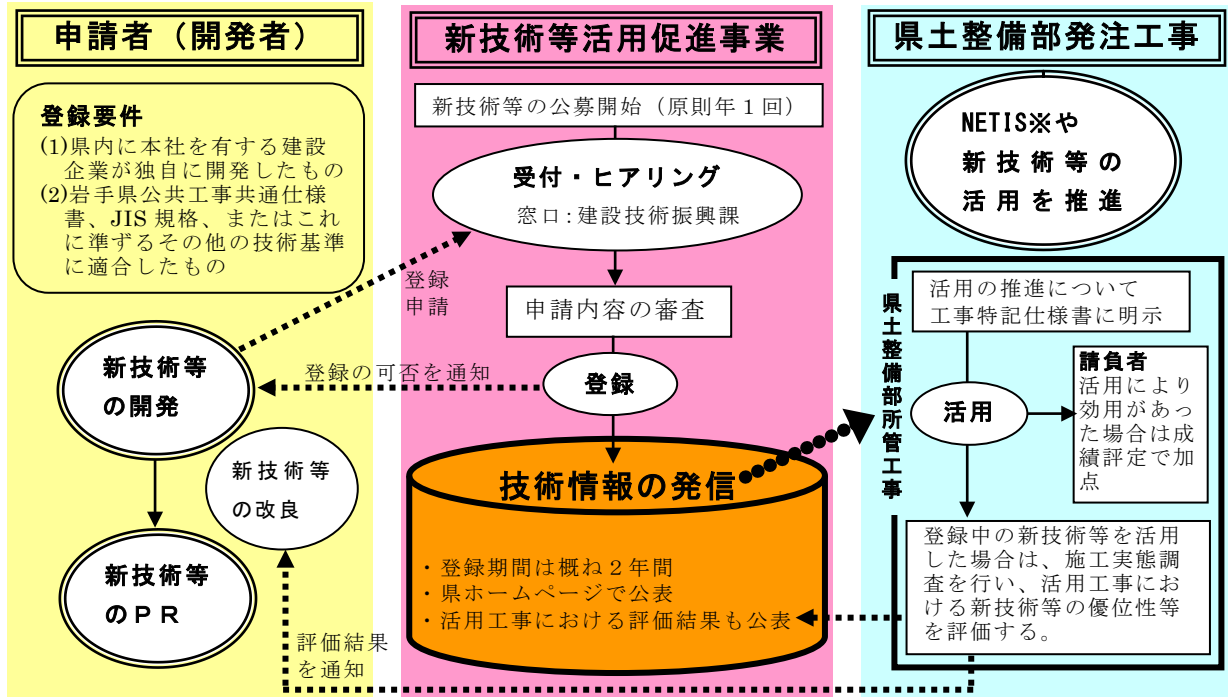 申請者（開発者）
登録要件
(1)県内に本社を有する建設
企業が独自に開発したもの
(2)岩手県公共工事共通仕様
書、JIS 規格、またはこれ
に準ずるその他の技術基準
に適合したもの
新技術等
の開発
新技術等
の改良
新技術等
のＰＲ
新技術等活用促進事業
新技術等の公募開始（原則年１回）
受付・ヒアリング
窓口：建設技術振興課
登録
申請
申請内容の審査
登録の可否を通知
登録
技術情報の発信
・登録期間は概ね２年間
・県ホームページで公表
・活用工事における評価結果も公表
評価結果
を通知
県土整備部発注工事
NETIS※や
新技術等の
活用を推進
県土整備部所管工事
活用の推進について
工事特記仕様書に明示
活用
請負者
活用により
効用があっ
た場合は成
績評定で加
点
登録中の新技術等を活用
した場合は、施工実態調
査を行い、活用工事にお
ける新技術等の優位性等
を評価する。